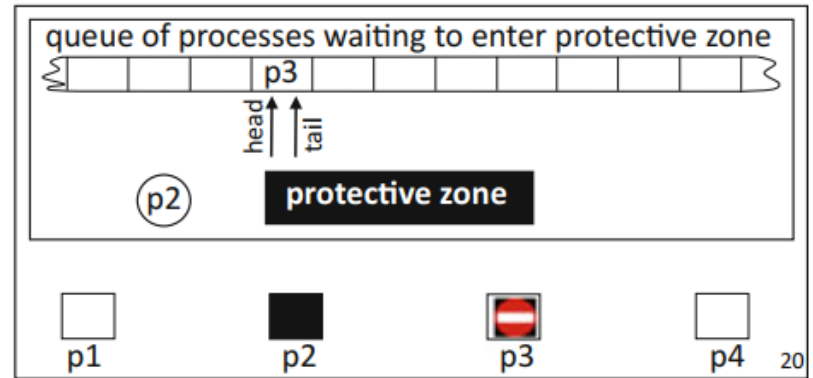 queue of processes waiting to enter protective zone
p3
head
tail
p2
protective zone
p1
p2
p3
p4
20